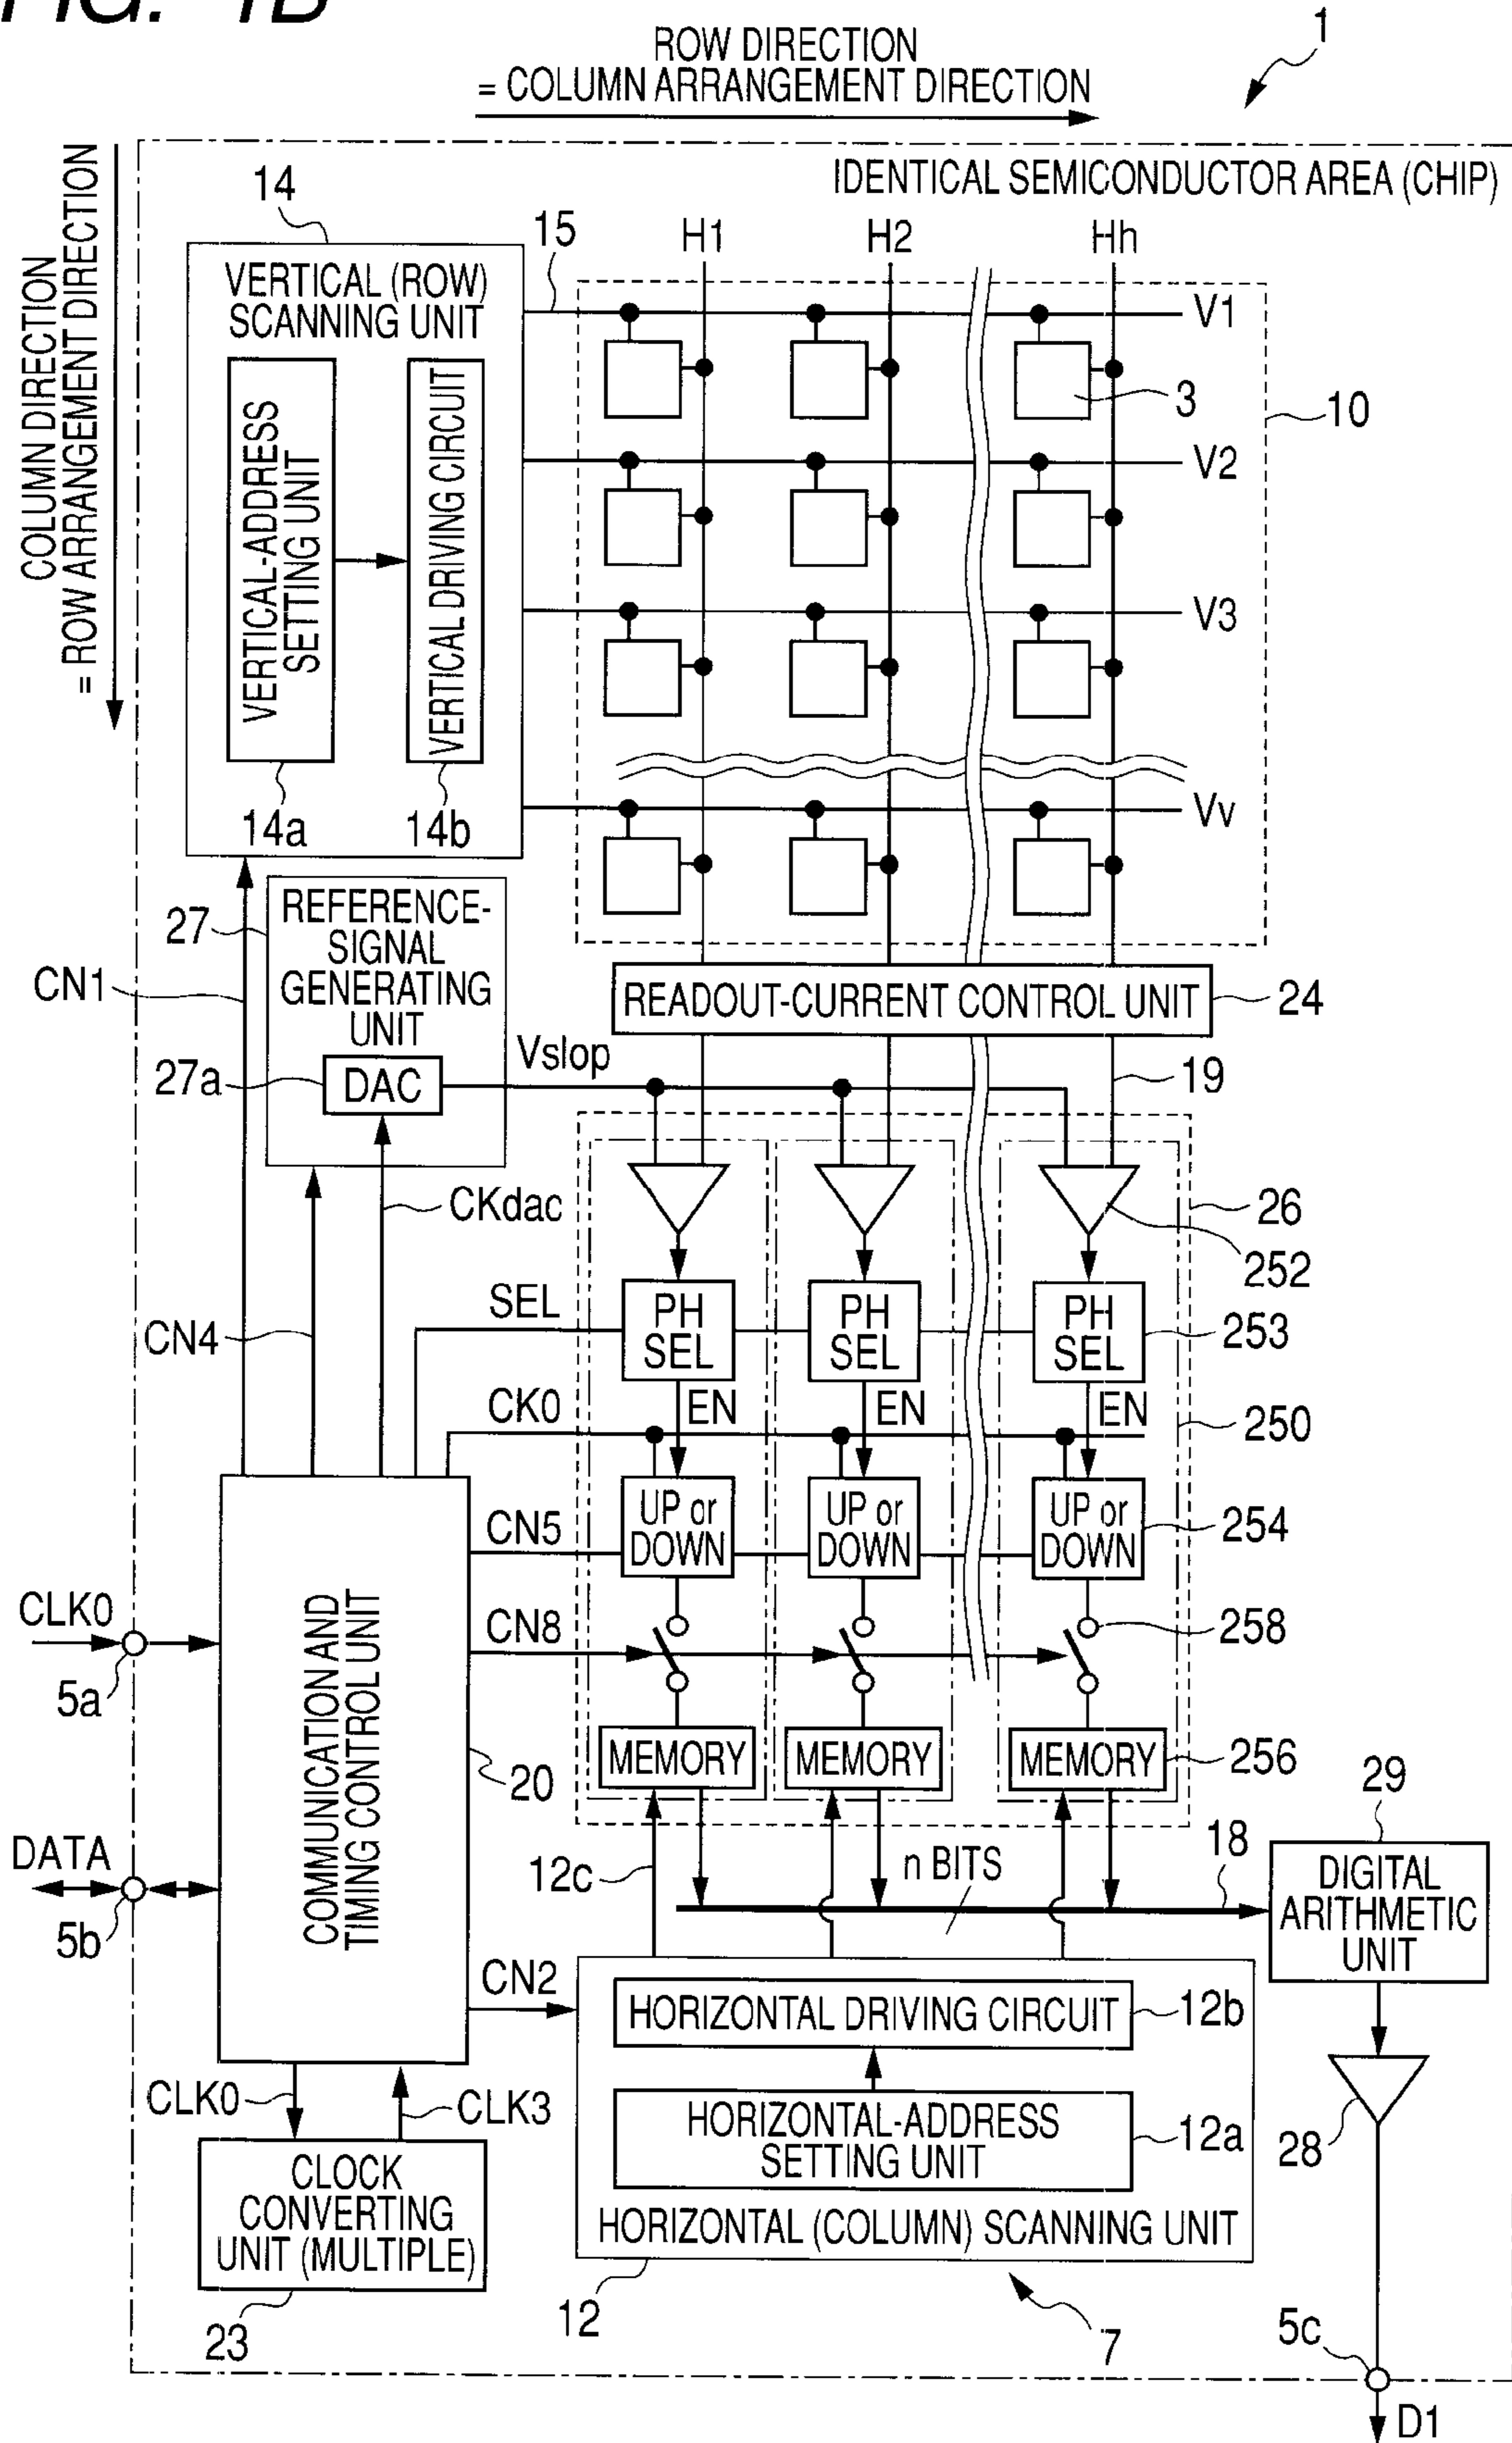 FIG. 1B
ROW DIRECTION
= COLUMN ARRANGEMENT DIRECTION
1
COLUMN DIRECTION
= ROW ARRANGEMENT DIRECTION
IDENTICAL SEMICONDUCTOR AREA (CHIP)
14
15
H1
H2
Hh
VERTICAL (ROW)
SCANNING UNIT
VERTICAL-ADDRESS
SETTING UNIT
VERTICAL DRIVING CIRCUIT
14a
14b
V1
3
10
V2
V3
Vv
27
REFERENCE-
SIGNAL
GENERATING
UNIT
CN1
READOUT-CURRENT CONTROL UNIT
24
27a
DAC
Vslop
19
CKdac
26
252
CN4
SEL
PH
SEL
PH
SEL
PH
SEL
253
CK0
EN
EN
EN
250
CN5
UP or
DOWN
UP or
DOWN
UP or
DOWN
254
CLK0
5a
COMMUNICATION AND
TIMING CONTROL UNIT
CN8
258
20
MEMORY
MEMORY
MEMORY
256
29
DATA
5b
12c
n BITS
18
DIGITAL
ARITHMETIC
UNIT
CN2
HORIZONTAL DRIVING CIRCUIT
12b
CLK0
CLK3
HORIZONTAL-ADDRESS
SETTING UNIT
12a
28
CLOCK
CONVERTING
UNIT (MULTIPLE)
HORIZONTAL (COLUMN) SCANNING UNIT
23
12
7
5c
D1